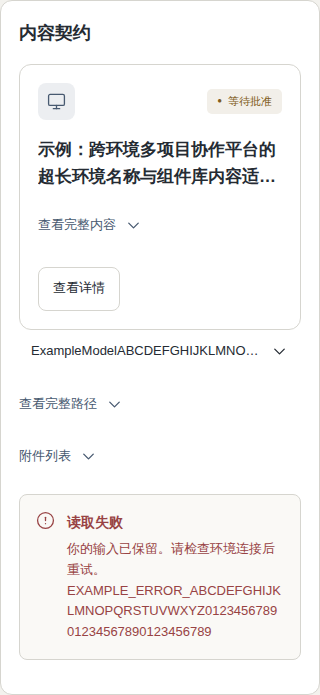 内容契约
等待批准
示例：跨环境多项目协作平台的
超长环境名称与组件库内容适...
查看完整内容
查看详情
ExampleModelABCDEFGHIJKLMNO...
查看完整路径
附件列表
读取失败
你的输入已保留。请检查环境连接后
重试。
EXAMPLE_ERROR_ABCDEFGHIJK
LMNOPQRSTUVWXYZ0123456789
01234567890123456789